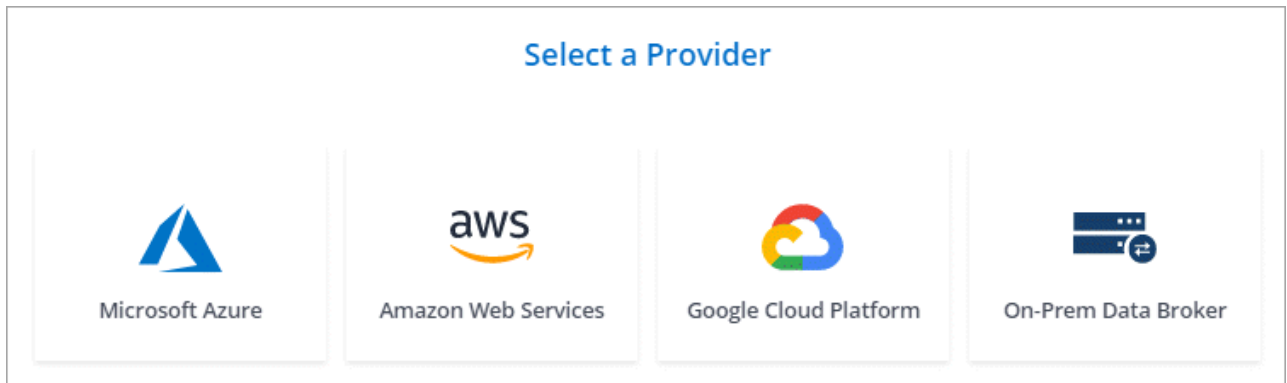 Select a Provider
aws
Microsoft Azure
Amazon Web Services
Google Cloud Platform
On-Prem Data Broker